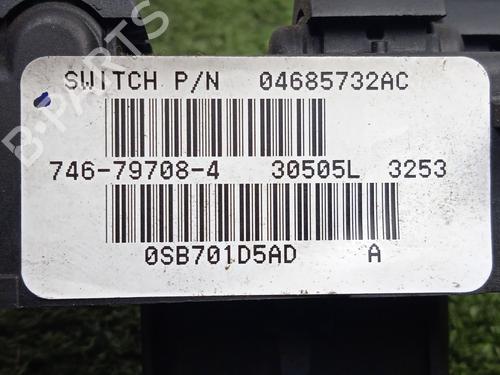 SWITCH P/N 04685732AC
746-79708-4 30505L 3253
0SB701D5AD A
B-PARTS